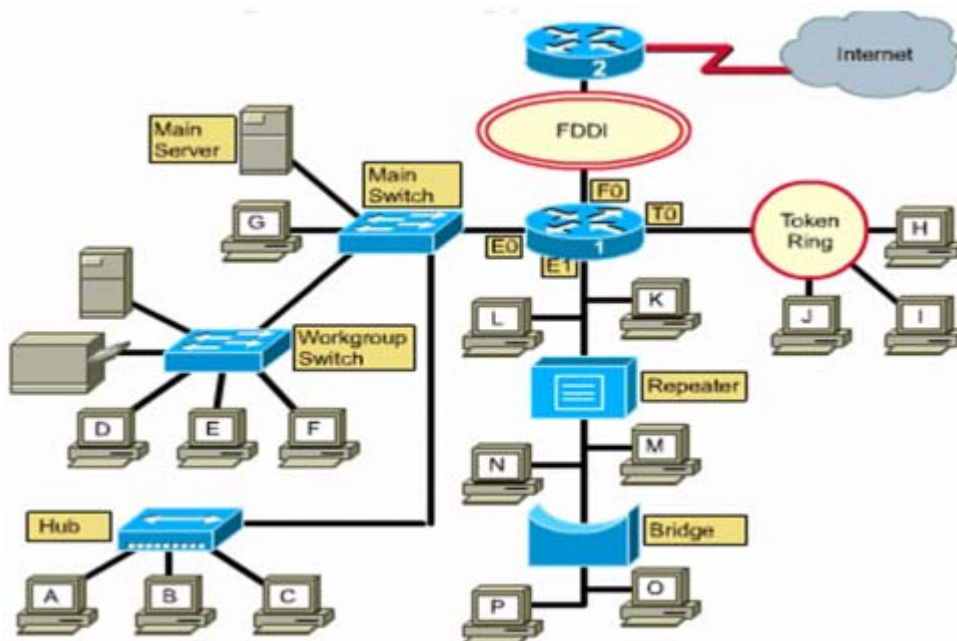 2
Internet
FDDI
Main
Server
Main
Switch
F0
T0
G
E0
1
E1
Token
Ring
H
L
K
J
I
Workgroup
Switch
Repeater
D
E
F
N
M
Hub
Bridge
A
B
C
P
O